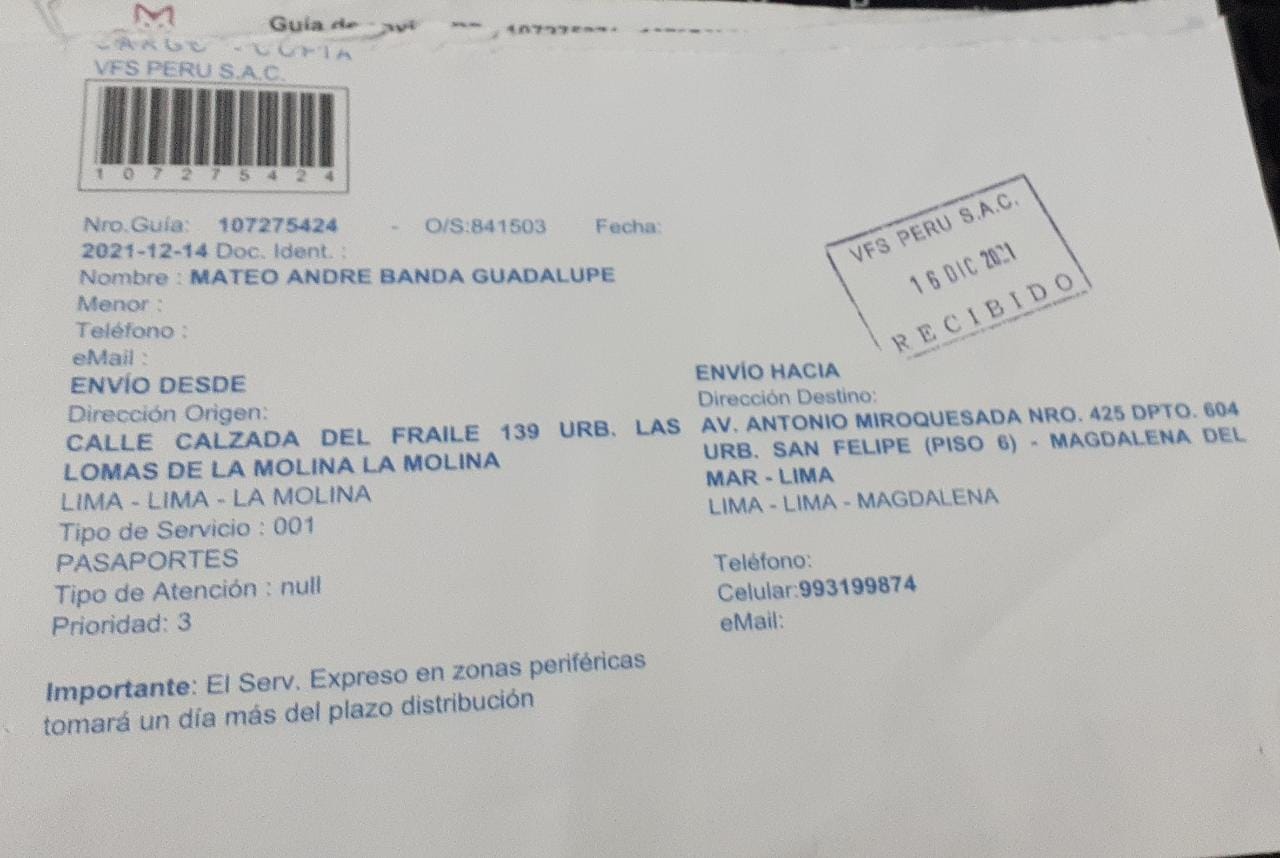 Guía de
CARGO - COPIA
VFS PERU S.A.C.
1 0 7 2 7 5 4 2 4
Nro.Guía: 107275424 - O/S:841503 Fecha:
2021-12-14 Doc. Ident. :
Nombre : MATEO ANDRE BANDA GUADALUPE
Menor :
Teléfono :
eMail :
VFS PERU S.A.C.
16 DIC 2021
RECIBIDO
ENVÍO DESDE
Dirección Origen:
CALLE CALZADA DEL FRAILE 139 URB. LAS
LOMAS DE LA MOLINA LA MOLINA
LIMA - LIMA - LA MOLINA
Tipo de Servicio : 001
PASAPORTES
Tipo de Atención : null
Prioridad: 3
ENVÍO HACIA
Dirección Destino:
AV. ANTONIO MIROQUESADA NRO. 425 DPTO. 604
URB. SAN FELIPE (PISO 6) - MAGDALENA DEL
MAR - LIMA
LIMA - LIMA - MAGDALENA
Teléfono:
Celular:993199874
eMail:
Importante: El Serv. Expreso en zonas periféricas
tomará un día más del plazo distribución